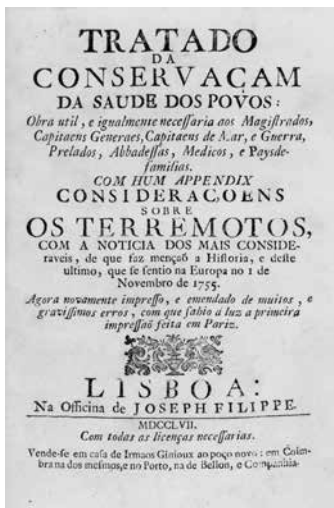 TRATADO
DA
CONSERVAÇAM
DA SAUDE DOS POVOS:
Obra util, e igualmente neceſſaria aos Magiſtrados,
Capitaens Generaes, Capitaens de Mar, e Guerra,
Prelados, Abbadeſſas, Medicos, e Paysde-
familias.
COM HUM APPENDIX
CONSIDERAÇOENS
SOBRE
OS TERREMOTOS,
COM A NOTICIA DOS MAIS CONSIDE-
raveis, de que faz mençaõ a Hiſtoria, e deſte
ultimo, que ſe ſentio na Europa no 1 de
Novembro de 1755.
Agora novamente impreſſo, e emendado de muitos, e
graviſſimos erros, com que ſahio á luz a primeira
impreſſaõ feita em Pariz.
LISBOA:
Na Officina de JOSEPH FILIPPE.
MDCCLVII.
Com todas as licenças neceſſarias.
Vende-ſe em caſa de Irmaos Ginioux ao poço novo: em Coim-
bra na dos meſmos, e no Porto, na de Bellon, e Companhia.